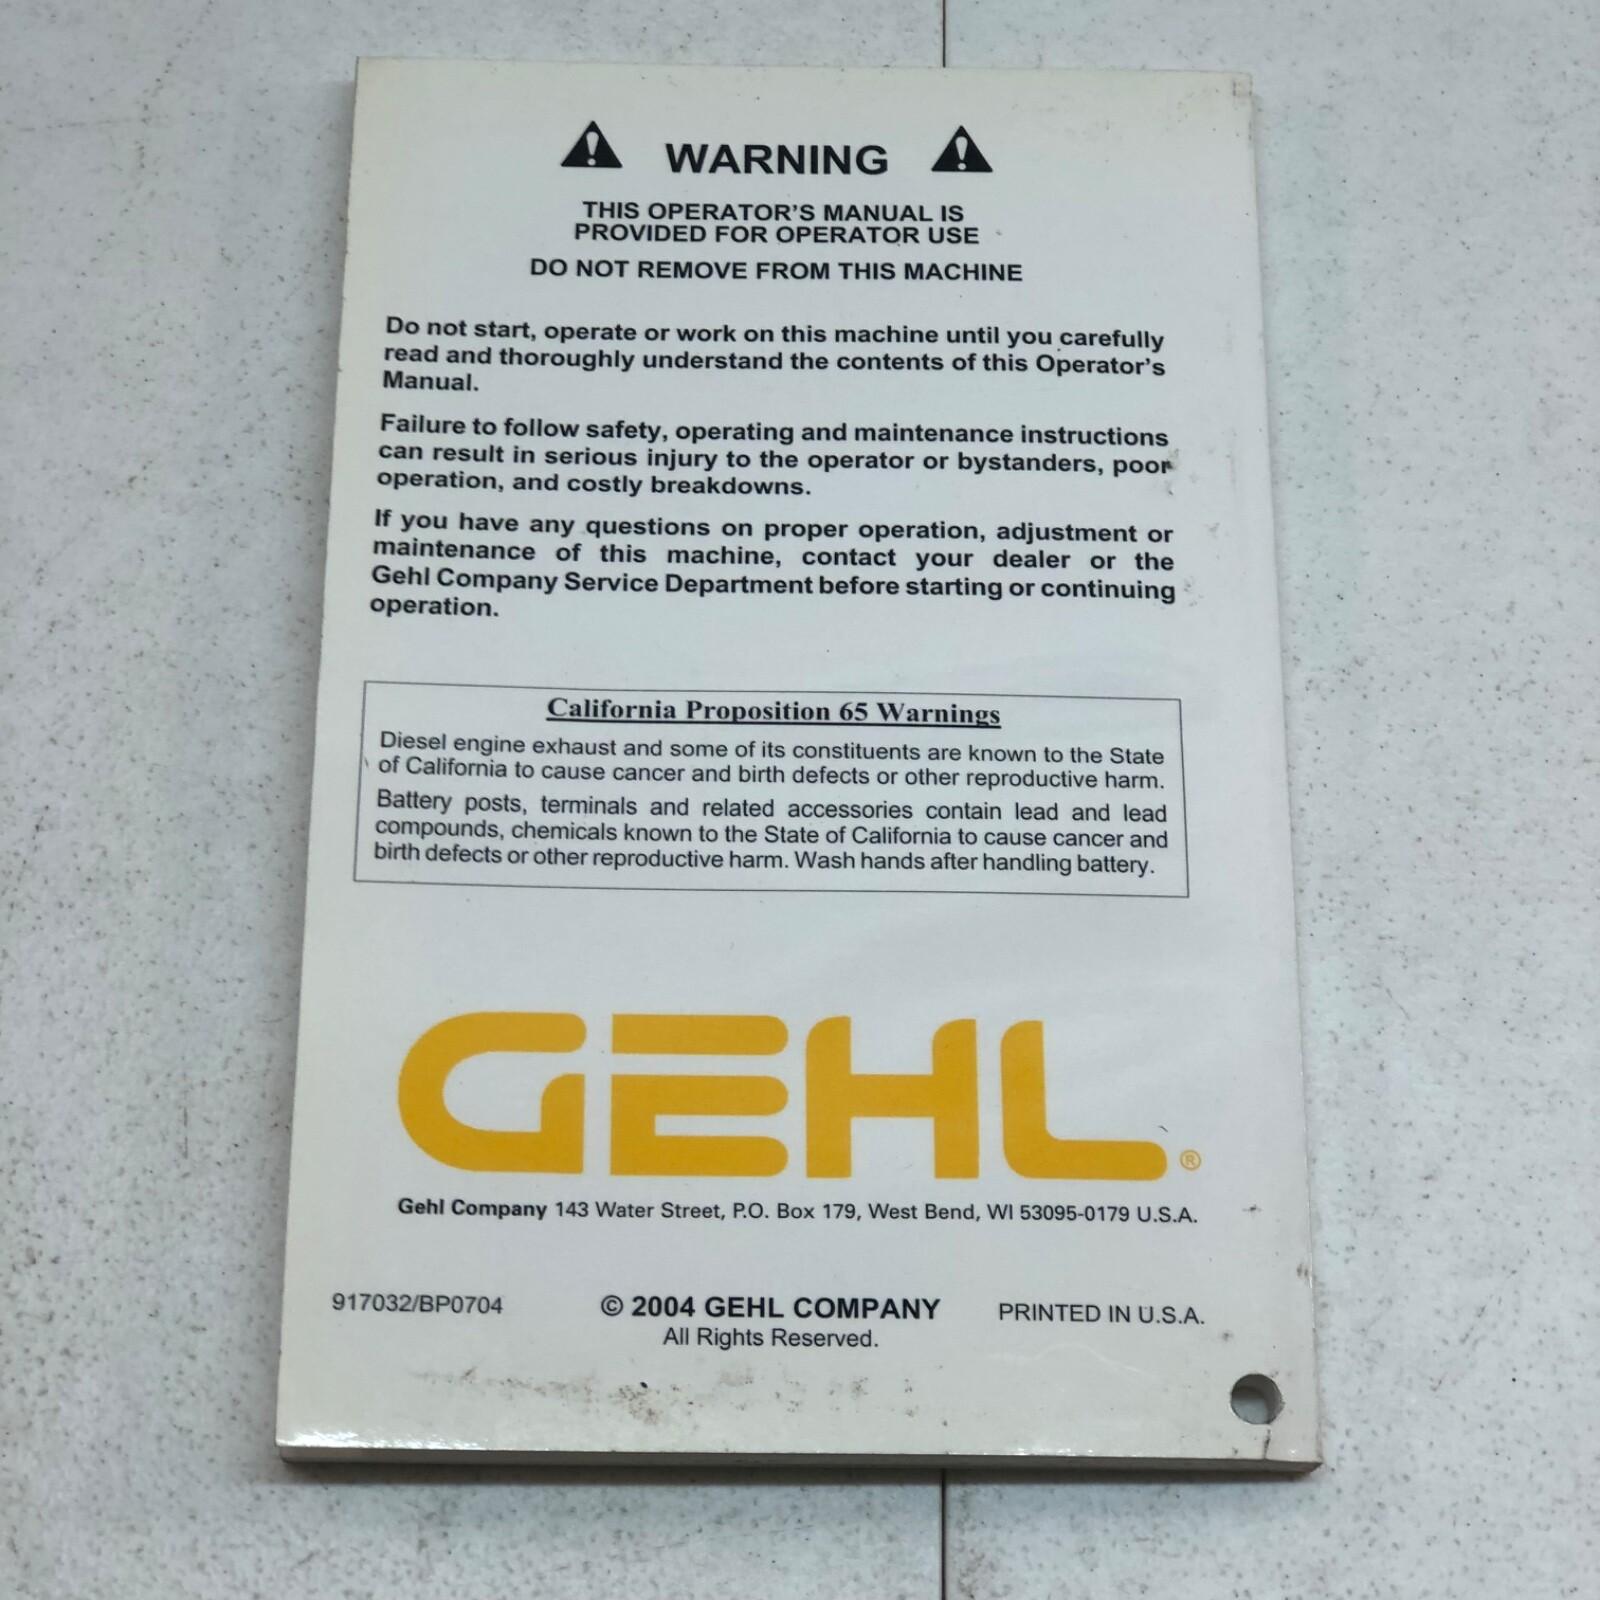 WARNING
THIS OPERATOR'S MANUAL IS
PROVIDED FOR OPERATOR USE
DO NOT REMOVE FROM THIS MACHINE
Do not start, operate or work on this machine until you carefully
read and thoroughly understand the contents of this Operator's
Manual.
Failure to follow safety, operating and maintenance instructions
can result in serious injury to the operator or bystanders, poor
operation, and costly breakdowns.
If you have any questions on proper operation, adjustment or
maintenance of this machine, contact your dealer or the
Gehl Company Service Department before starting or continuing
operation.
California Proposition 65 Warnings
Diesel engine exhaust and some of its constituents are known to the State
of California to cause cancer and birth defects or other reproductive harm.
Battery posts, terminals and related accessories contain lead and lead
compounds, chemicals known to the State of California to cause cancer and
birth defects or other reproductive harm. Wash hands after handling battery.
GEHL®
Gehl Company 143 Water Street, P.O. Box 179, West Bend, WI 53095-0179 U.S.A.
917032/BP0704 © 2004 GEHL COMPANY PRINTED IN U.S.A.
All Rights Reserved.